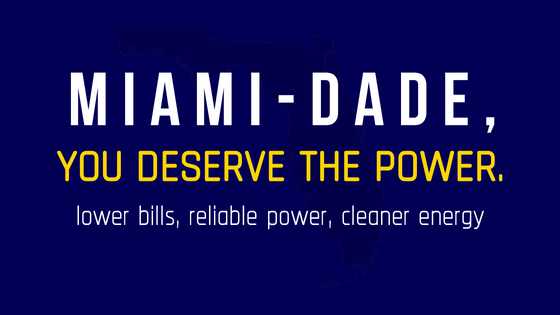 MIAMI-DADE,
YOU DESERVE THE POWER.
lower bills, reliable power, cleaner energy